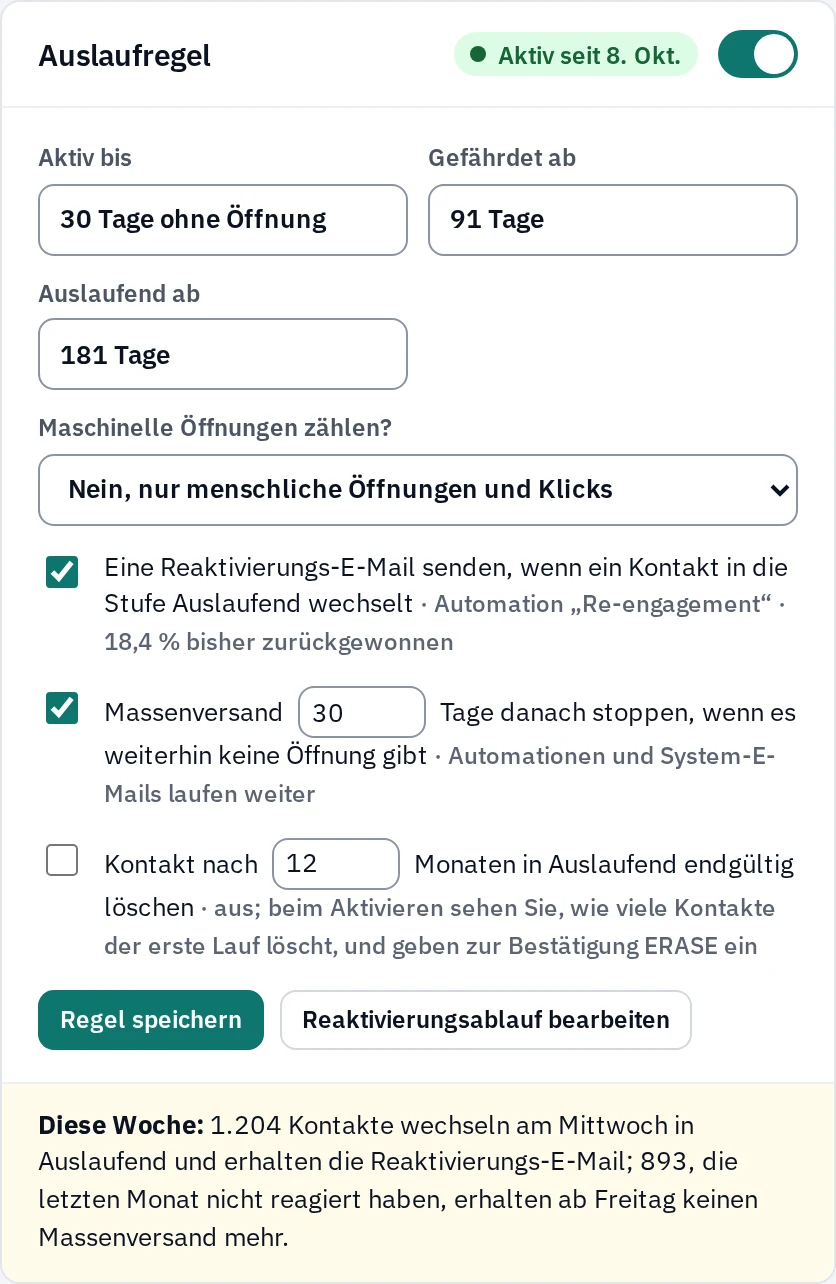 Auslaufregel
Aktiv seit 8. Okt.
Aktiv bis
Gefährdet ab
30 Tage ohne Öffnung
91 Tage
Auslaufend ab
181 Tage
Maschinelle Öffnungen zählen?
Nein, nur menschliche Öffnungen und Klicks
Eine Reaktivierungs-E-Mail senden, wenn ein Kontakt in die
Stufe Auslaufend wechselt · Automation „Re-engagement“ ·
18,4 % bisher zurückgewonnen
Massenversand 30 Tage danach stoppen, wenn es
weiterhin keine Öffnung gibt · Automationen und System-E-
Mails laufen weiter
Kontakt nach 12 Monaten in Auslaufend endgültig
löschen · aus; beim Aktivieren sehen Sie, wie viele Kontakte
der erste Lauf löscht, und geben zur Bestätigung ERASE ein
Regel speichern
Reaktivierungsablauf bearbeiten
Diese Woche: 1.204 Kontakte wechseln am Mittwoch in
Auslaufend und erhalten die Reaktivierungs-E-Mail; 893, die
letzten Monat nicht reagiert haben, erhalten ab Freitag keinen
Massenversand mehr.